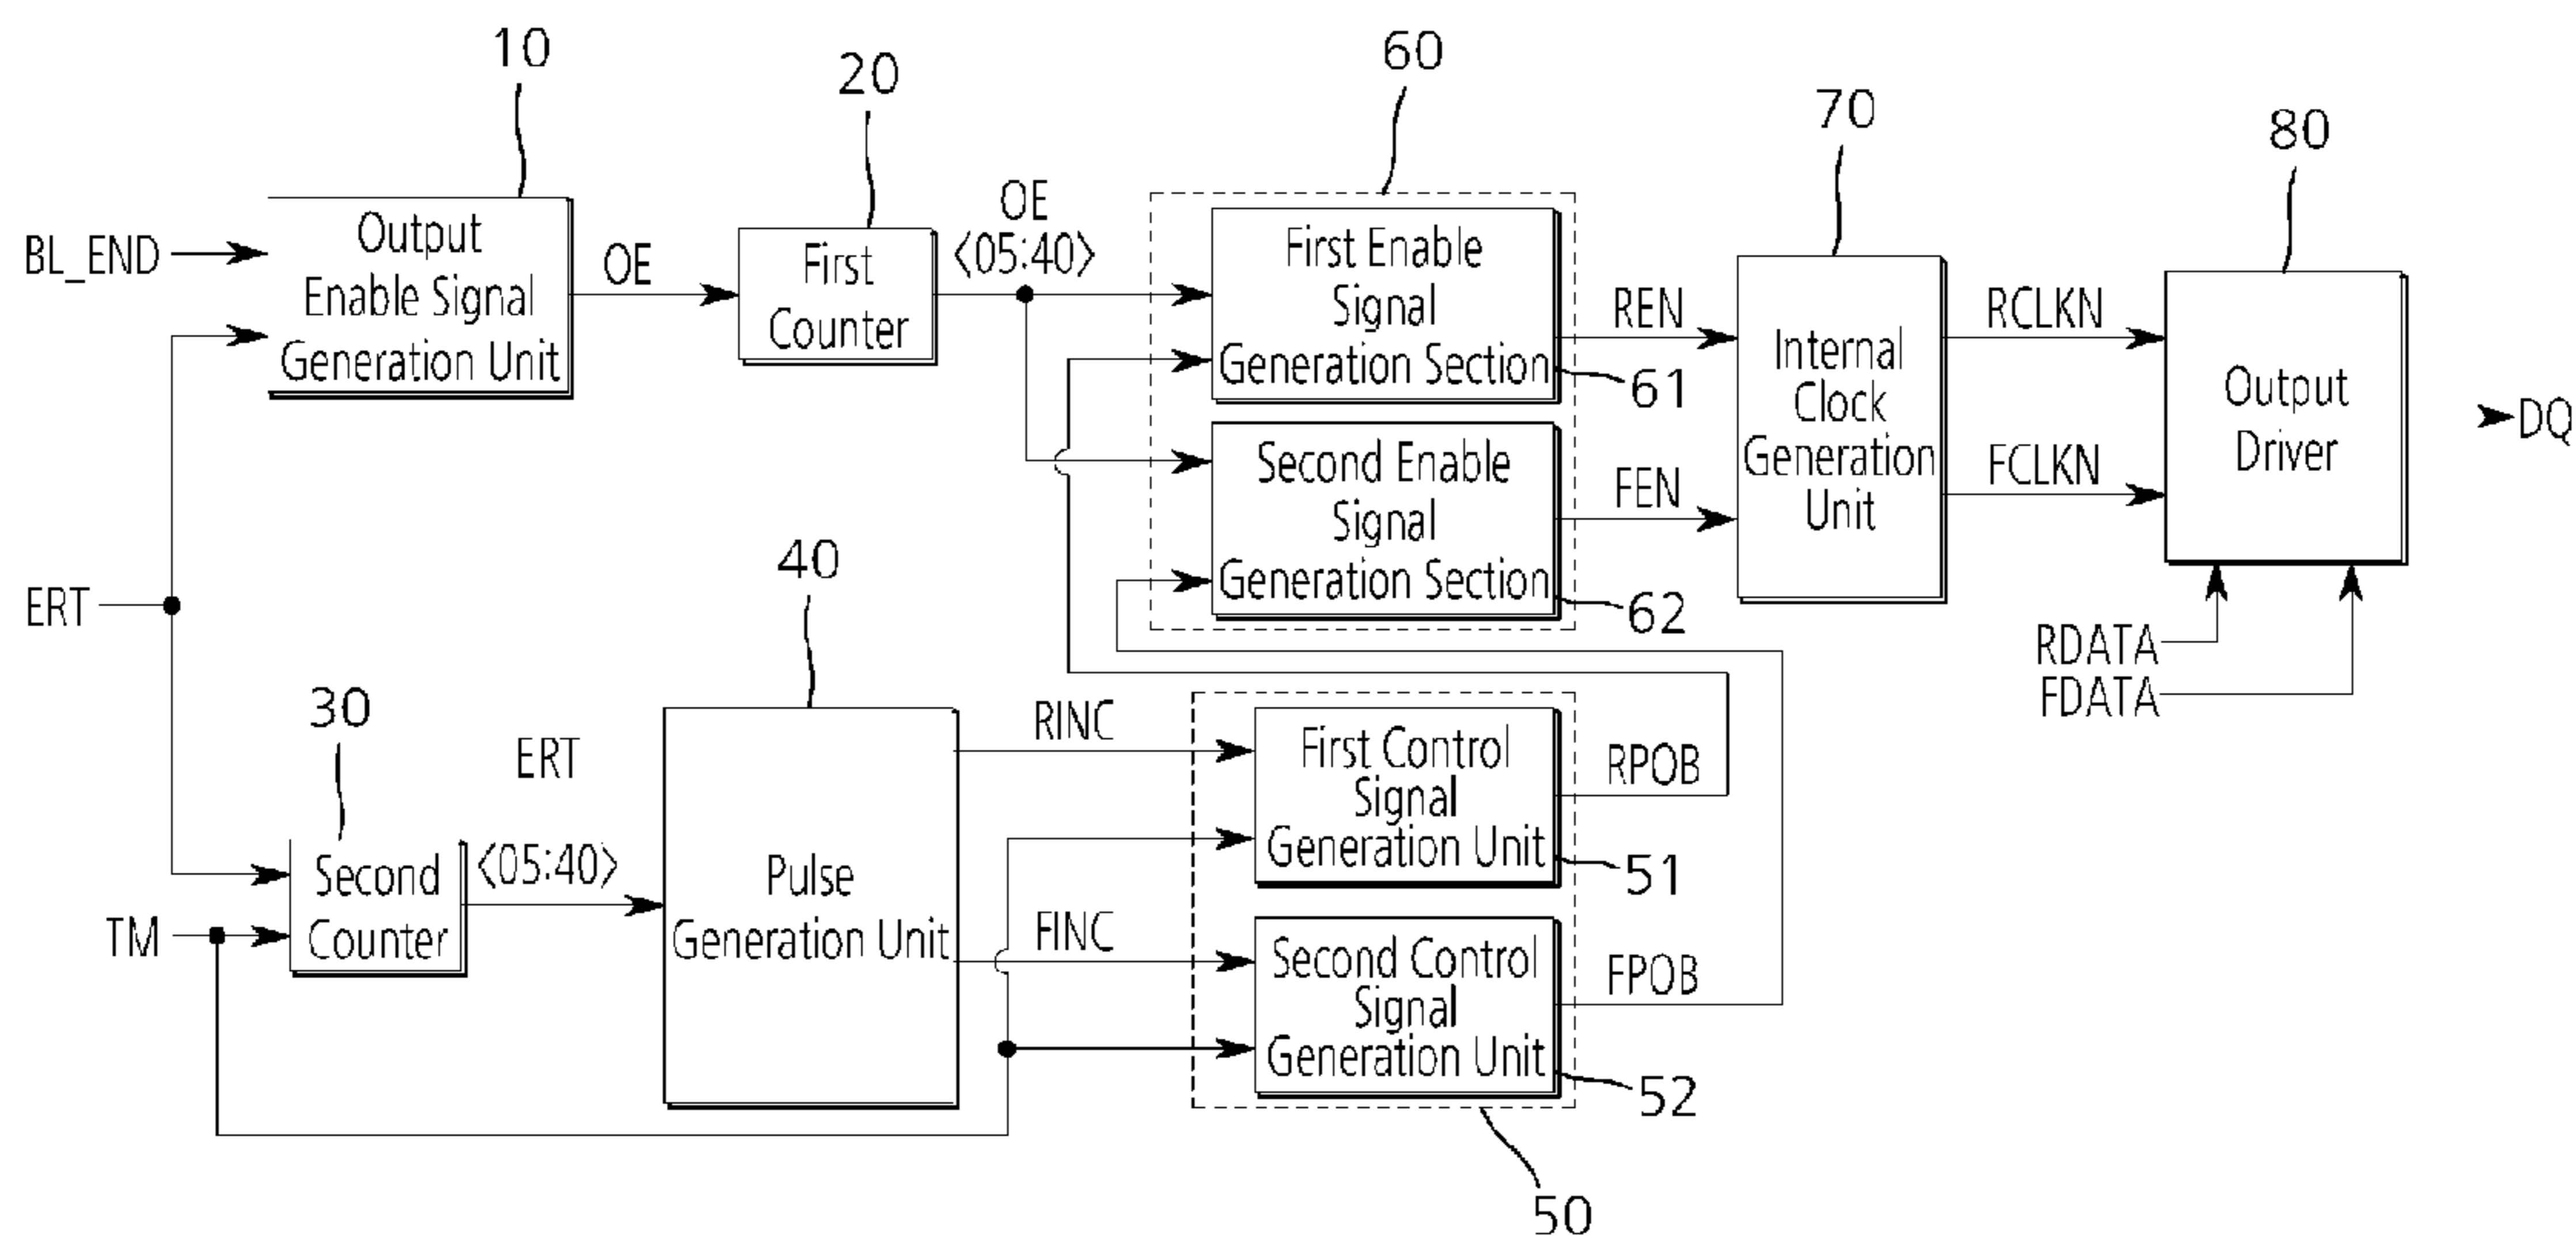 10
20
60
70
80
BL_END
Output
Enable Signal
Generation Unit
OE
First
Counter
OE
<05:40>
First Enable
Signal
Generation Section
61
REN
Internal
Clock
Generation
Unit
RCLKN
Output
Driver
DQ
Second Enable
Signal
Generation Section
62
FEN
FCLKN
RDATA
FDATA
ERT
30
40
ERT
<05:40>
TM
Second
Counter
Pulse
Generation Unit
RINC
First Control
Signal
Generation Unit
51
RPOB
FINC
Second Control
Signal
Generation Unit
52
FPOB
50